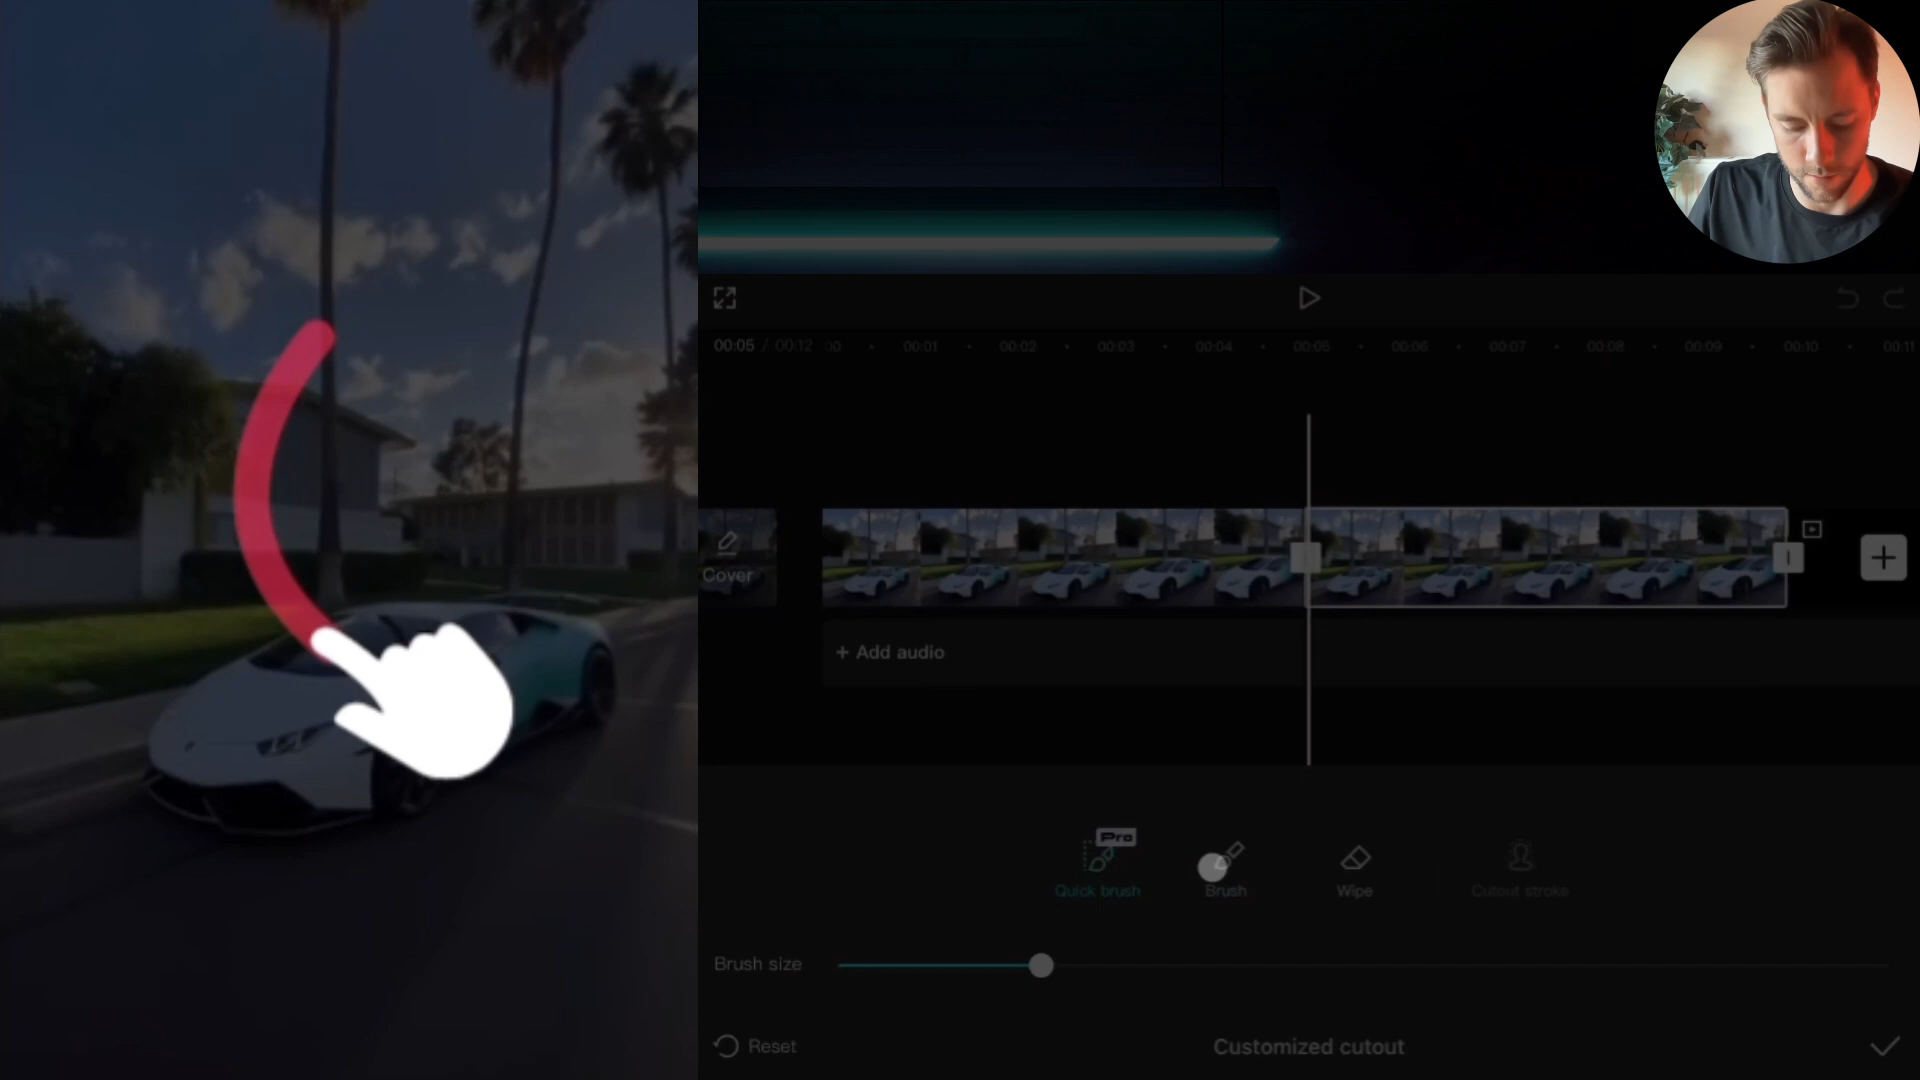 00:05 / 00:12
:00 00:01 00:02 00:03 00:04 00:05 00:06 00:07 00:08 00:09 00:10 00:11
Cover
+ Add audio
Pro
Quick brush
Brush
Wipe
Cutout stroke
Brush size
Reset
Customized cutout